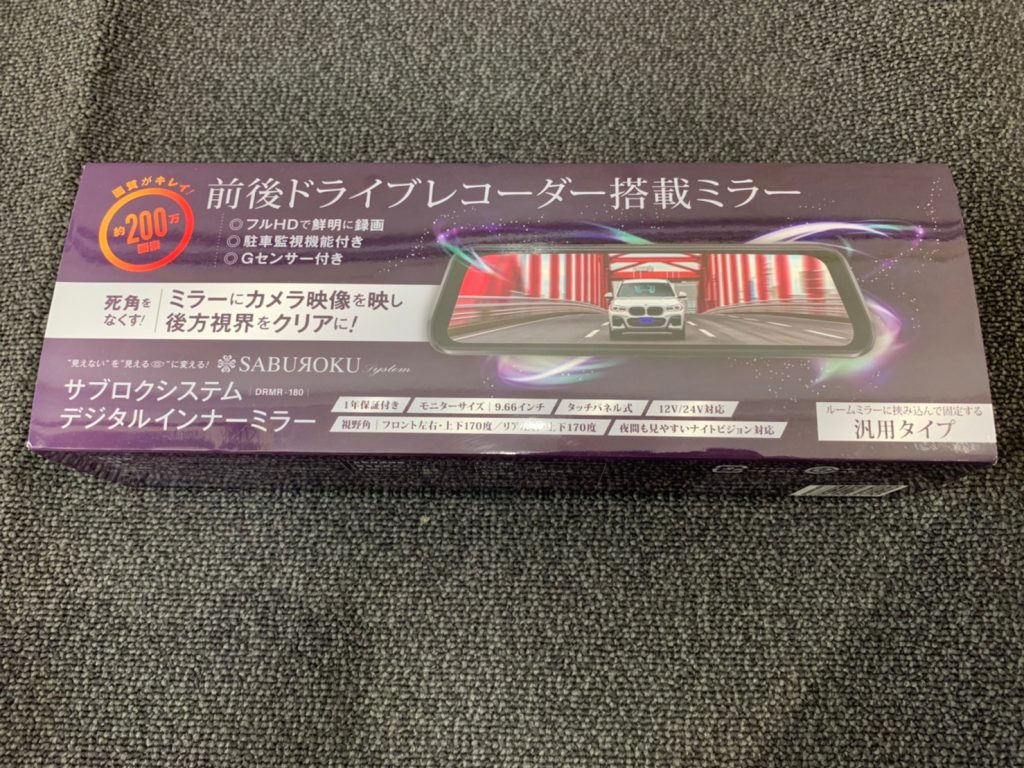 画質がキレイ!
約200万画素
前後ドライブレコーダー搭載ミラー
◎フルHDで鮮明に録画
◎駐車監視機能付き
◎Gセンサー付き
死角をなくす!
ミラーにカメラ映像を映し
後方視界をクリアに!
"見えない"を"見える"に変える!
SABUROKU system
サブロクシステム DRMR-180
デジタルインナーミラー
1年保証付き モニターサイズ|9.66インチ タッチパネル式 12V/24V対応
視野角|フロント左右・上下170度/リア 下170度 夜間も見やすいナイトビジョン対応
ルームミラーに挟み込んで固定する
汎用タイプ